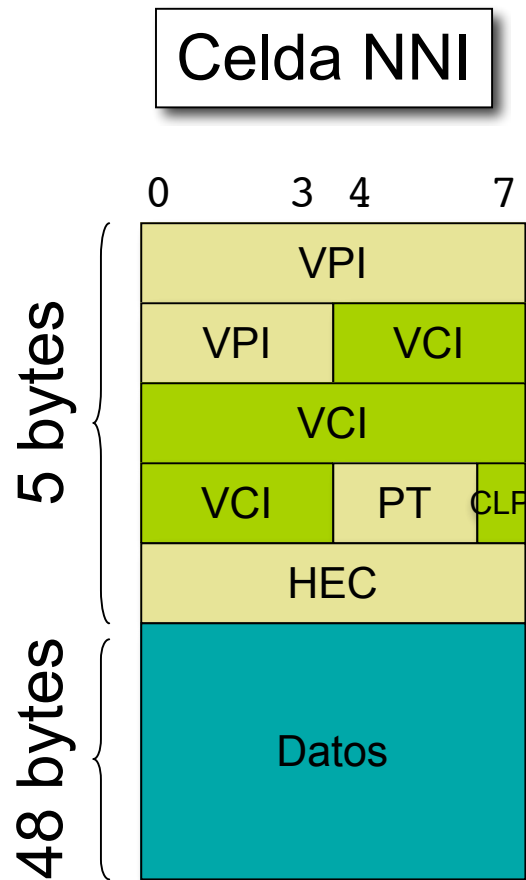 Celda NNI
0 3 4 7
VPI
VPI VCI
VCI
VCI PT CLP
HEC
5 bytes
Datos
48 bytes